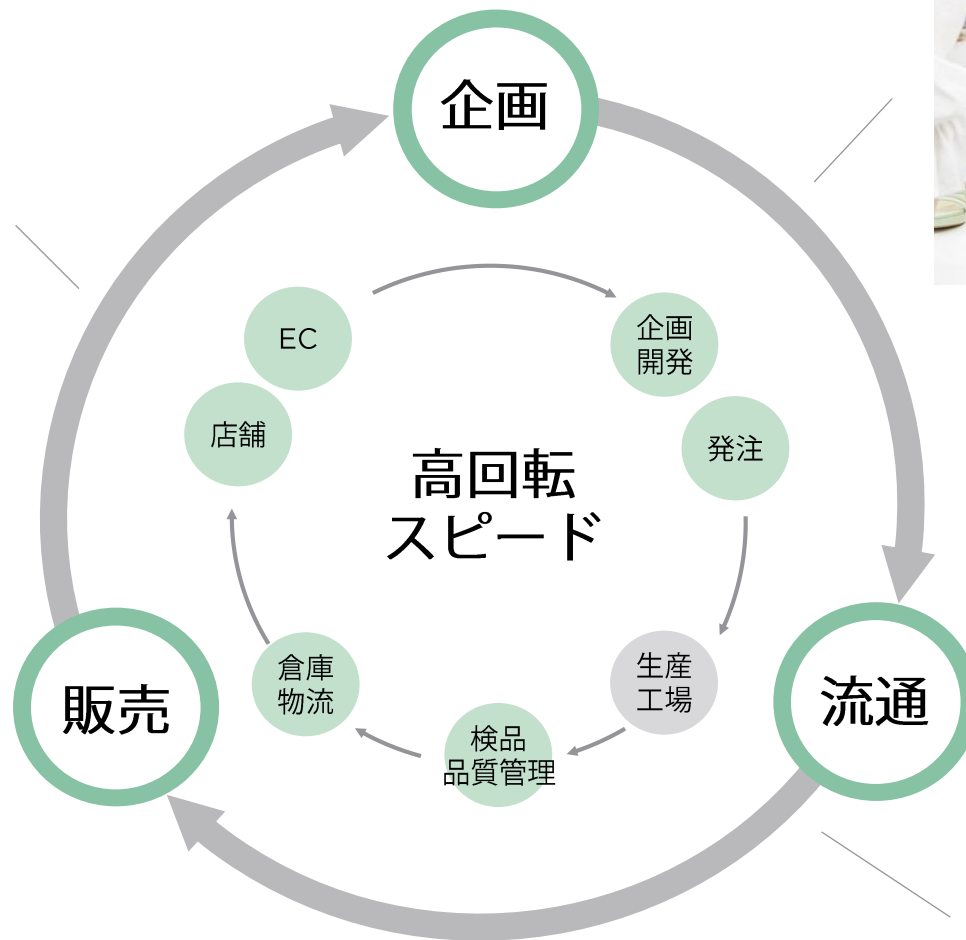 企画
EC
企画
開発
店舗
発注
高回転
スピード
倉庫
物流
生産
工場
販売
流通
検品
品質管理